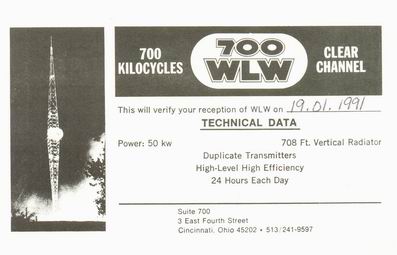 700
KILOCYCLES
700
WLW
CLEAR
CHANNEL
This will verify your reception of WLW on 19.01.1991
TECHNICAL DATA
Power: 50 kw
708 Ft. Vertical Radiator
Duplicate Transmitters
High-Level High Efficiency
24 Hours Each Day
Suite 700
3 East Fourth Street
Cincinnati, Ohio 45202 • 513/241-9597